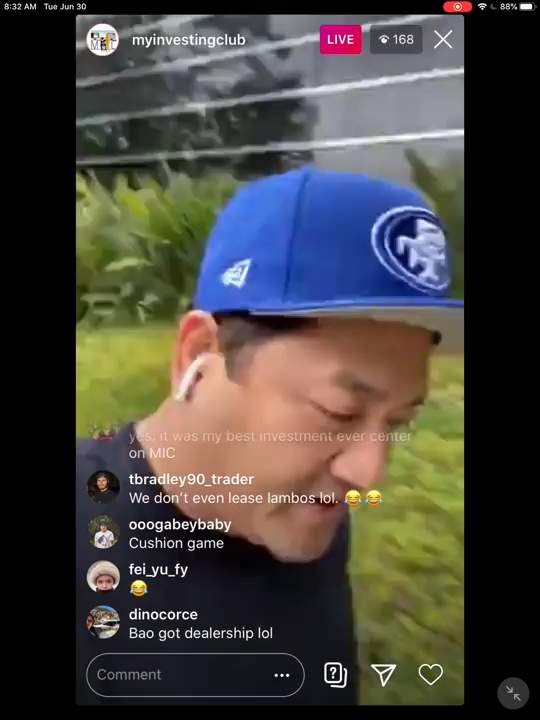 8:32 AM Tue Jun 30
88%
myinvestingclub
LIVE
168
SF
yes, it was my best investment ever center
on MIC
tbradley90_trader
We don't even lease lambos lol. 😂😂
ooogabeybaby
Cushion game
fei_yu_fy
😂
dinocorce
Bao got dealership lol
Comment